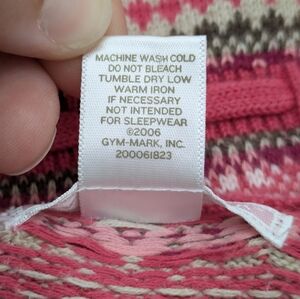 MACHINE WASH COLD
DO NOT BLEACH
TUMBLE DRY LOW
WARM IRON
IF NECESSARY
NOT INTENDED
FOR SLEEPWEAR
©2006
GYM-MARK, INC.
200061823